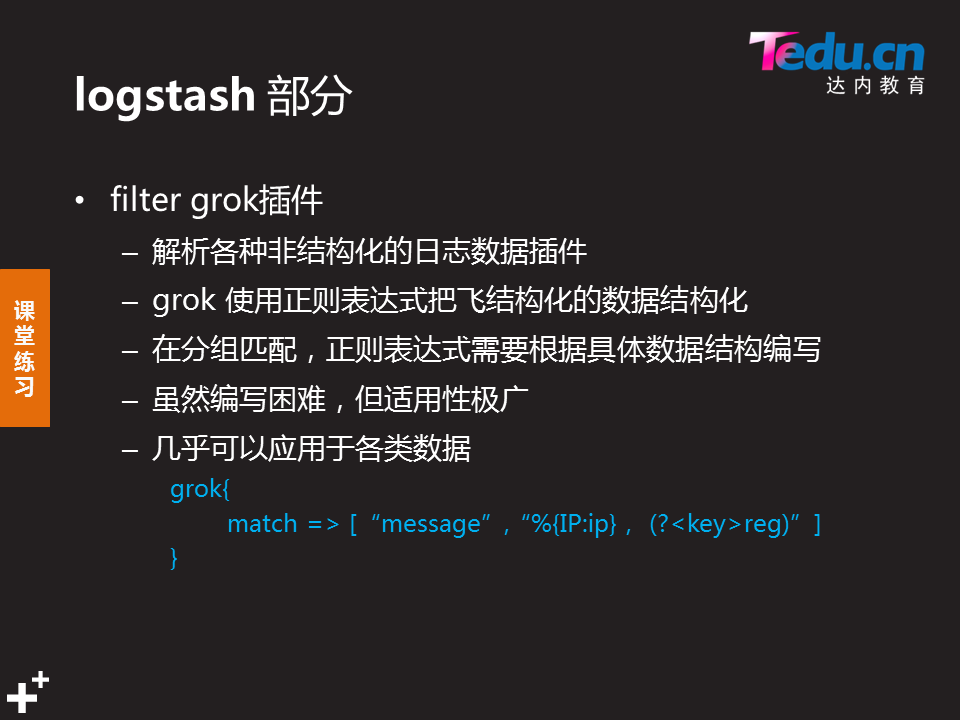 Tedu.cn
达内教育
logstash 部分
• filter grok插件
– 解析各种非结构化的日志数据插件
– grok 使用正则表达式把飞结构化的数据结构化
– 在分组匹配，正则表达式需要根据具体数据结构编写
– 虽然编写困难，但适用性极广
– 几乎可以应用于各类数据
grok{
match => [ “message”, “%{IP:ip}， (?<key>reg)” ]
}
课
堂
练
习